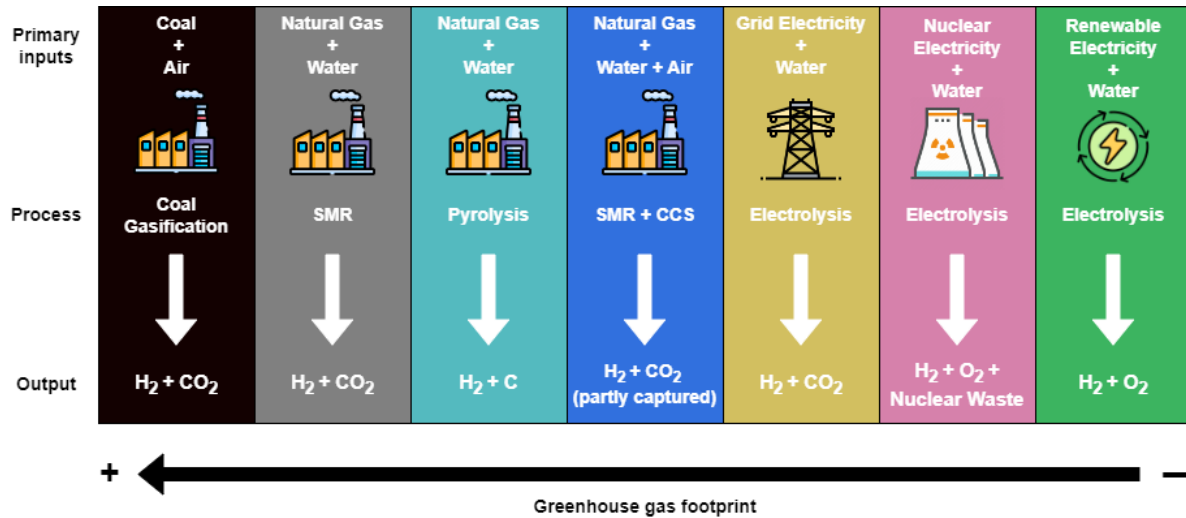 Primary
inputs
Coal
+
Air
Natural Gas
+
Water
Natural Gas
+
Water
Natural Gas
+
Water + Air
Grid Electricity
+
Water
Nuclear
Electricity
+
Water
Renewable
Electricity
+
Water
Process
Coal
Gasification
SMR
Pyrolysis
SMR + CCS
Electrolysis
Electrolysis
Electrolysis
Output
H₂ + CO₂
H₂ + CO₂
H₂ + C
H₂ + CO₂
(partly captured)
H₂ + CO₂
H₂ + O₂ +
Nuclear Waste
H₂ + O₂
+
−
Greenhouse gas footprint